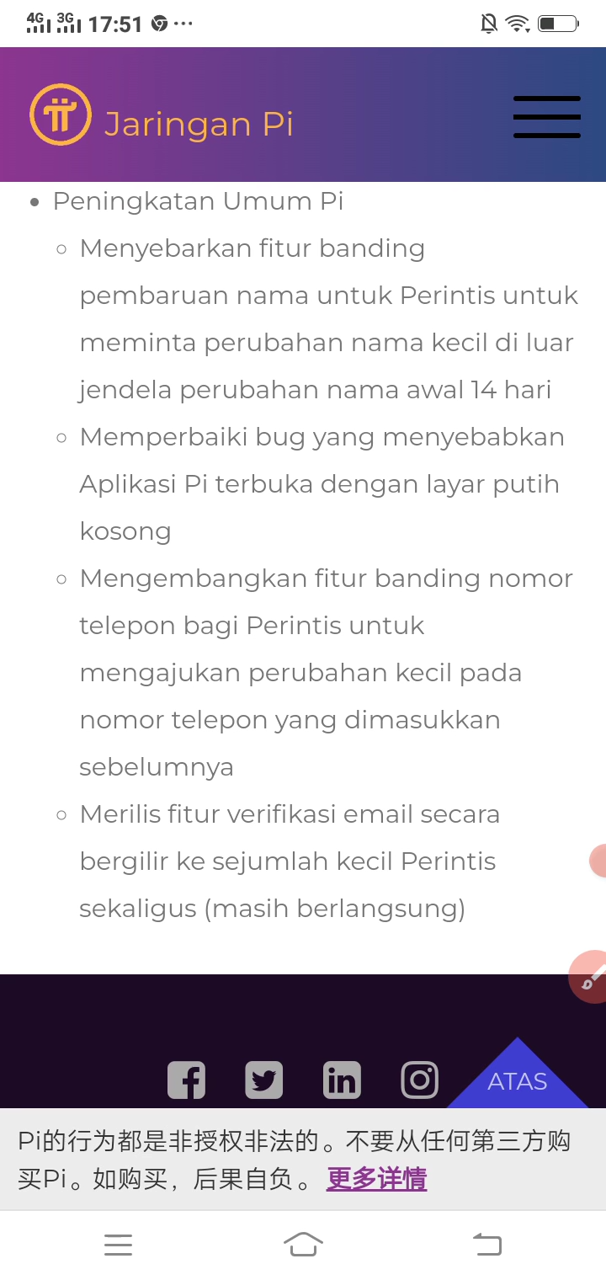 4G 3G 17:51
Jaringan Pi
Peningkatan Umum Pi
Menyebarkan fitur banding
pembaruan nama untuk Perintis untuk
meminta perubahan nama kecil di luar
jendela perubahan nama awal 14 hari
Memperbaiki bug yang menyebabkan
Aplikasi Pi terbuka dengan layar putih
kosong
Mengembangkan fitur banding nomor
telepon bagi Perintis untuk
mengajukan perubahan kecil pada
nomor telepon yang dimasukkan
sebelumnya
Merilis fitur verifikasi email secara
bergilir ke sejumlah kecil Perintis
sekaligus (masih berlangsung)
ATAS
Pi的行为都是非授权非法的。不要从任何第三方购
买Pi。如购买，后果自负。 更多详情